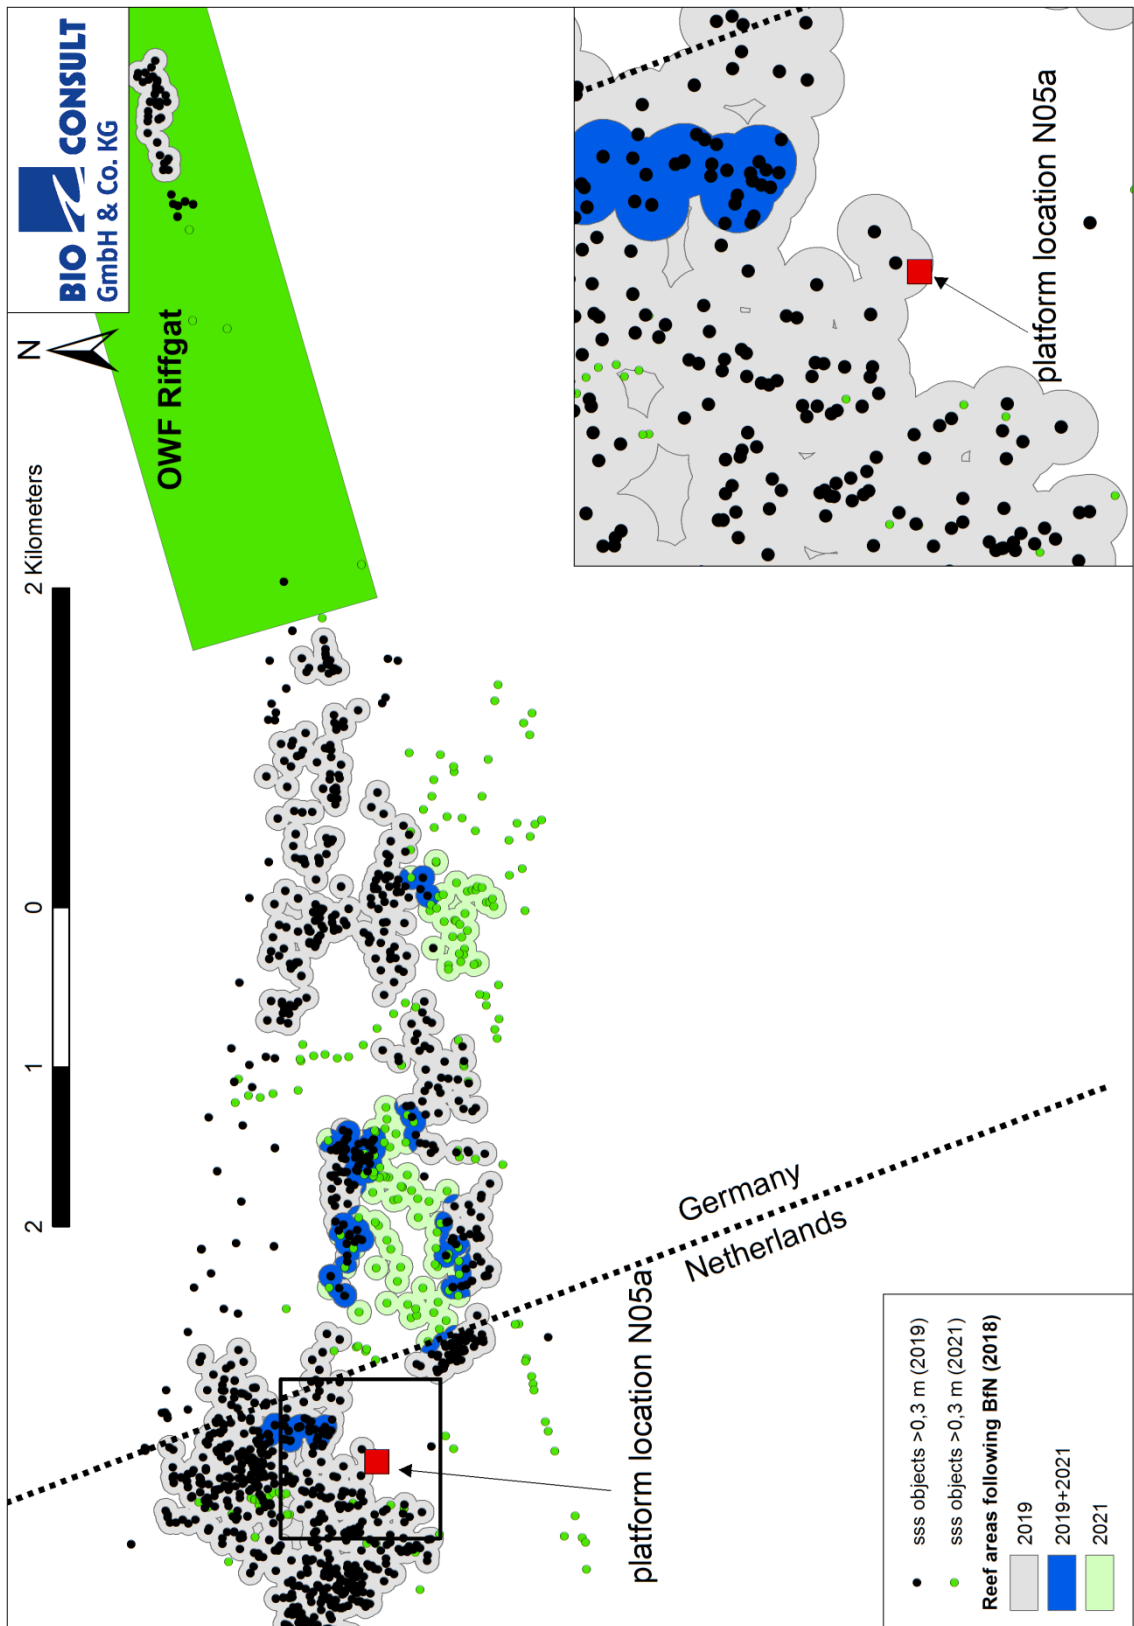 BIO CONSULT
GmbH & Co. KG
N
OWF Riffgat
2 1 0 2 Kilometers
Germany
Netherlands
platform location N05a
platform location N05a
sss objects >0,3 m (2019)
sss objects >0,3 m (2021)
Reef areas following BfN (2018)
2019
2019+2021
2021